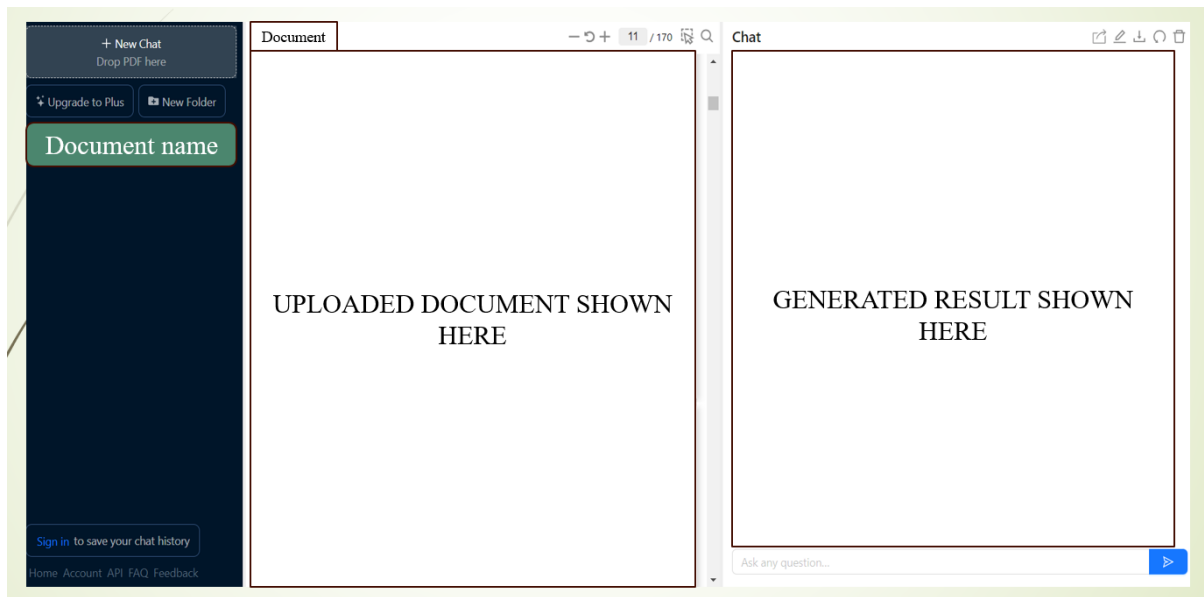 + New Chat
Drop PDF here
Upgrade to Plus
New Folder
Document name
Sign in to save your chat history
Home Account API FAQ Feedback
Document
11 / 170
UPLOADED DOCUMENT SHOWN
HERE
Chat
GENERATED RESULT SHOWN
HERE
Ask any question...